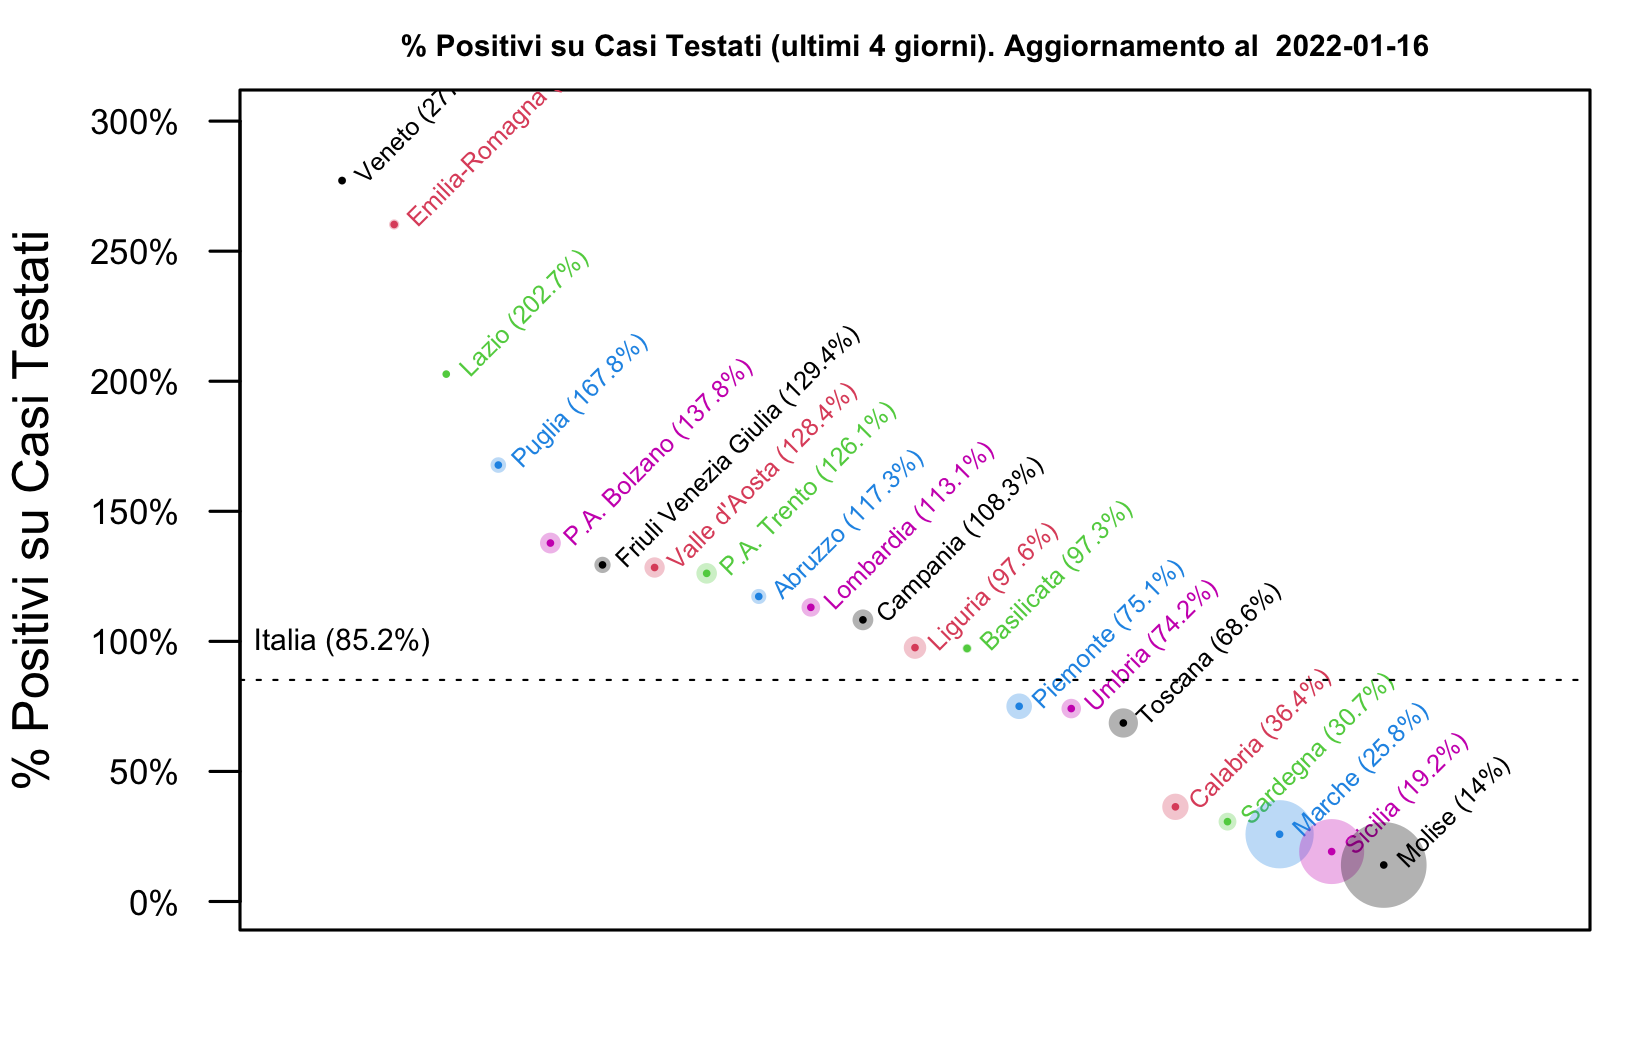 % Positivi su Casi Testati (ultimi 4 giorni). Aggiornamento al  2022-01-16
% Positivi su Casi Testati
300%
250%
200%
150%
100%
50%
0%
Italia (85.2%)
Veneto (27
Emilia-Romagna
Lazio (202.7%)
Puglia (167.8%)
P.A. Bolzano (137.8%)
Friuli Venezia Giulia (129.4%)
Valle d'Aosta (128.4%)
P.A. Trento (126.1%)
Abruzzo (117.3%)
Lombardia (113.1%)
Campania (108.3%)
Liguria (97.6%)
Basilicata (97.3%)
Piemonte (75.1%)
Umbria (74.2%)
Toscana (68.6%)
Calabria (36.4%)
Sardegna (30.7%)
Marche (25.8%)
Sicilia (19.2%)
Molise (14%)